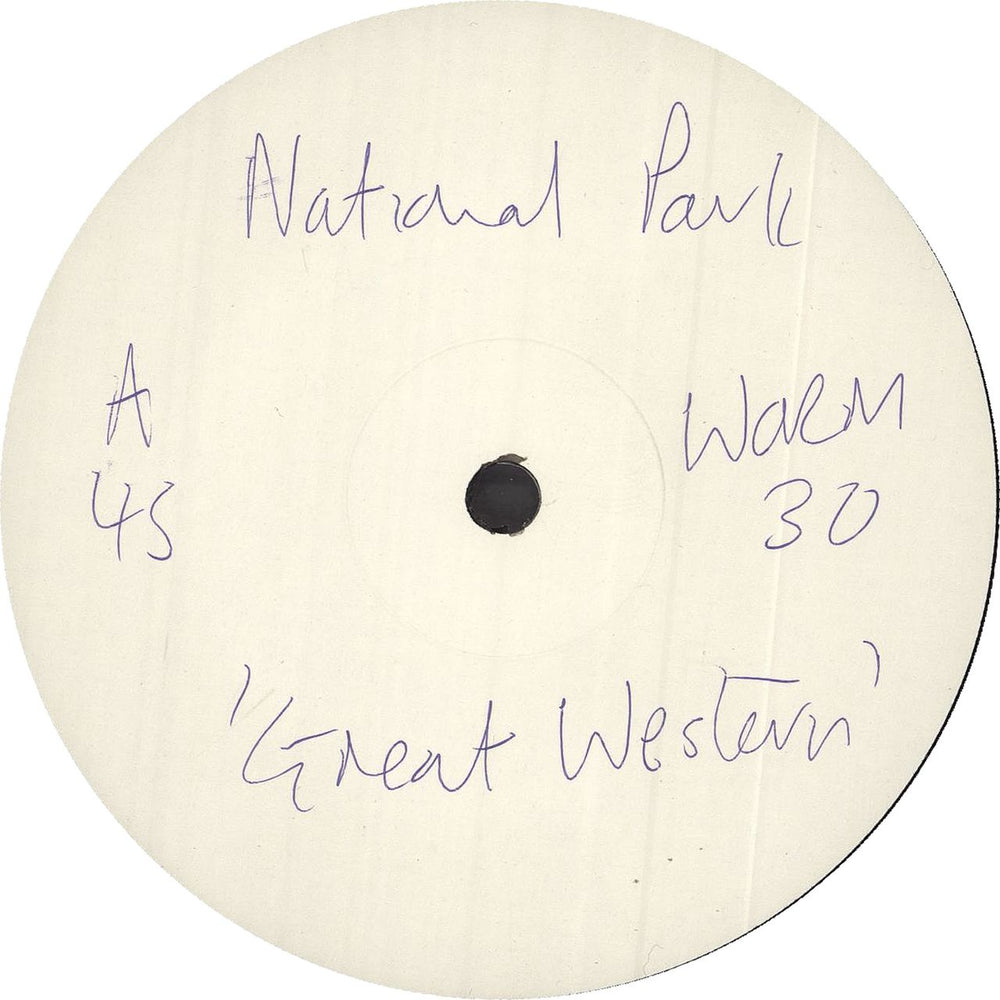 National Park
A WARM
45 30
'Great Western'